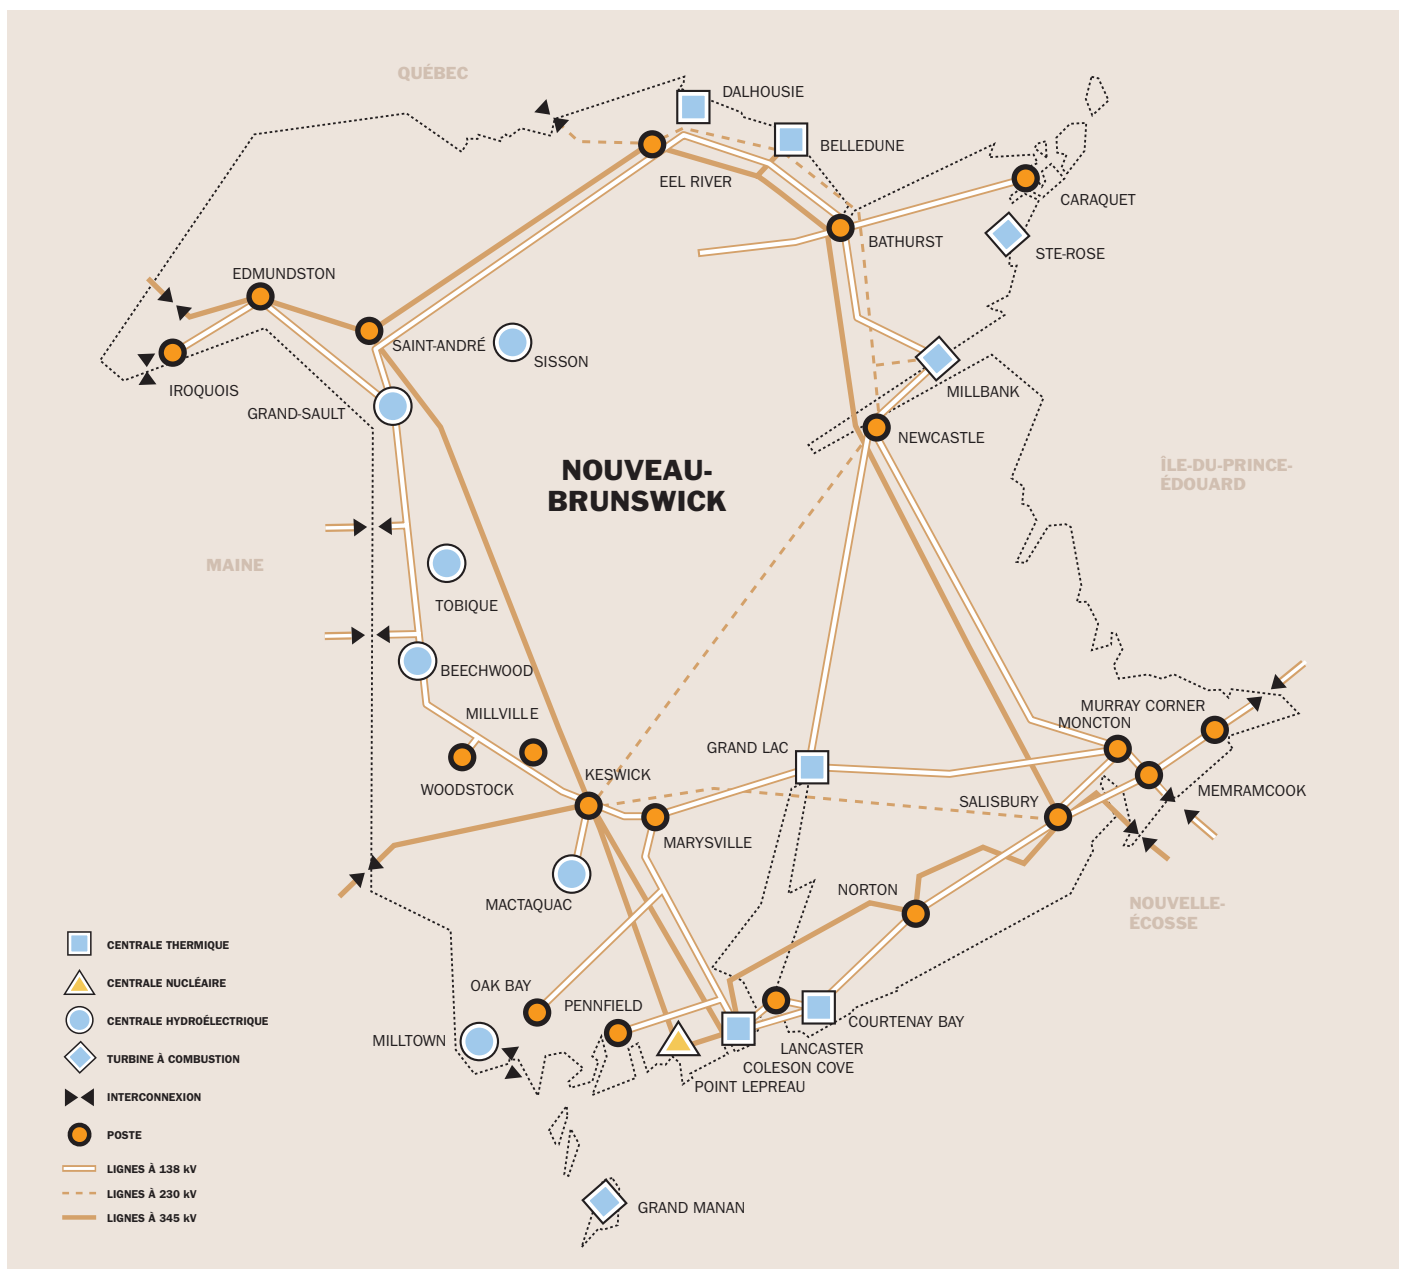 QUÉBEC
DALHOUSIE
BELLEDUNE
EEL RIVER
CARAQUET
BATHURST
STE-ROSE
EDMUNDSTON
SAINT-ANDRÉ
SISSON
IROQUOIS
GRAND-SAULT
MILLBANK
NEWCASTLE
NOUVEAU-
BRUNSWICK
ÎLE-DU-PRINCE-
ÉDOUARD
MAINE
TOBIQUE
BEECHWOOD
MILLVILLE
MURRAY CORNER
MONCTON
GRAND LAC
KESWICK
WOODSTOCK
MEMRAMCOOK
SALISBURY
MARYSVILLE
NORTON
MACTAQUAC
NOUVELLE-
ÉCOSSE
OAK BAY
PENNFIELD
MILLTOWN
COURTENAY BAY
LANCASTER
COLESON COVE
POINT LEPREAU
GRAND MANAN
CENTRALE THERMIQUE
CENTRALE NUCLÉAIRE
CENTRALE HYDROÉLECTRIQUE
TURBINE À COMBUSTION
INTERCONNEXION
POSTE
LIGNES À 138 kV
LIGNES À 230 kV
LIGNES À 345 kV